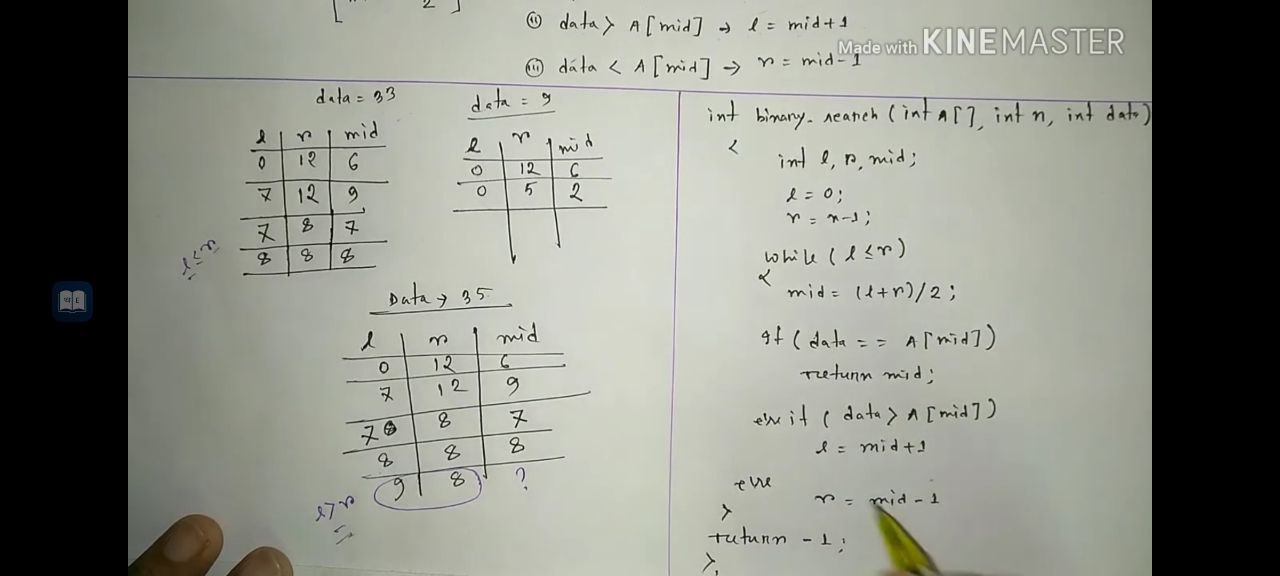 2
(ii) data > A[mid] → l = mid+1
(iii) data < A[mid] → r = mid-1
Made with KINEMASTER
data = 33
l r mid
0 12 6
7 12 9
7 8 7
8 8 8
l ≤ r
data = 9
l r mid
0 12 6
0 5 2
Data → 35
l r mid
0 12 6
7 12 9
7 8 7
8 8 8
9 8 ?
l > r
int binary_search (int A[], int n, int data)
{
int l, r, mid;
l = 0;
r = n-1;
while ( l ≤ r)
{
mid = (l+r)/2;
if ( data == A[mid])
return mid;
else if ( data > A[mid])
l = mid+1
else
r = mid-1
}
return -1;
}